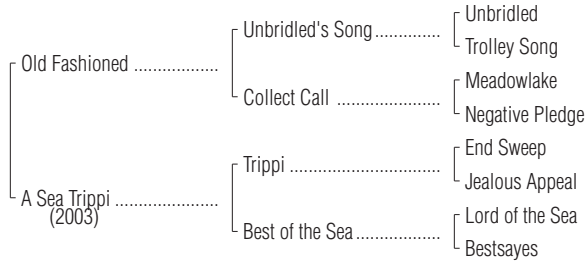 Unbridled
Unbridled's Song..............
Trolley Song
Old Fashioned ..................
Meadowlake
Collect Call .................
Negative Pledge
End Sweep
Trippi ..........................
Jealous Appeal
A Sea Trippi ......................
(2003)
Lord of the Sea
Best of the Sea..............
Bestsayes